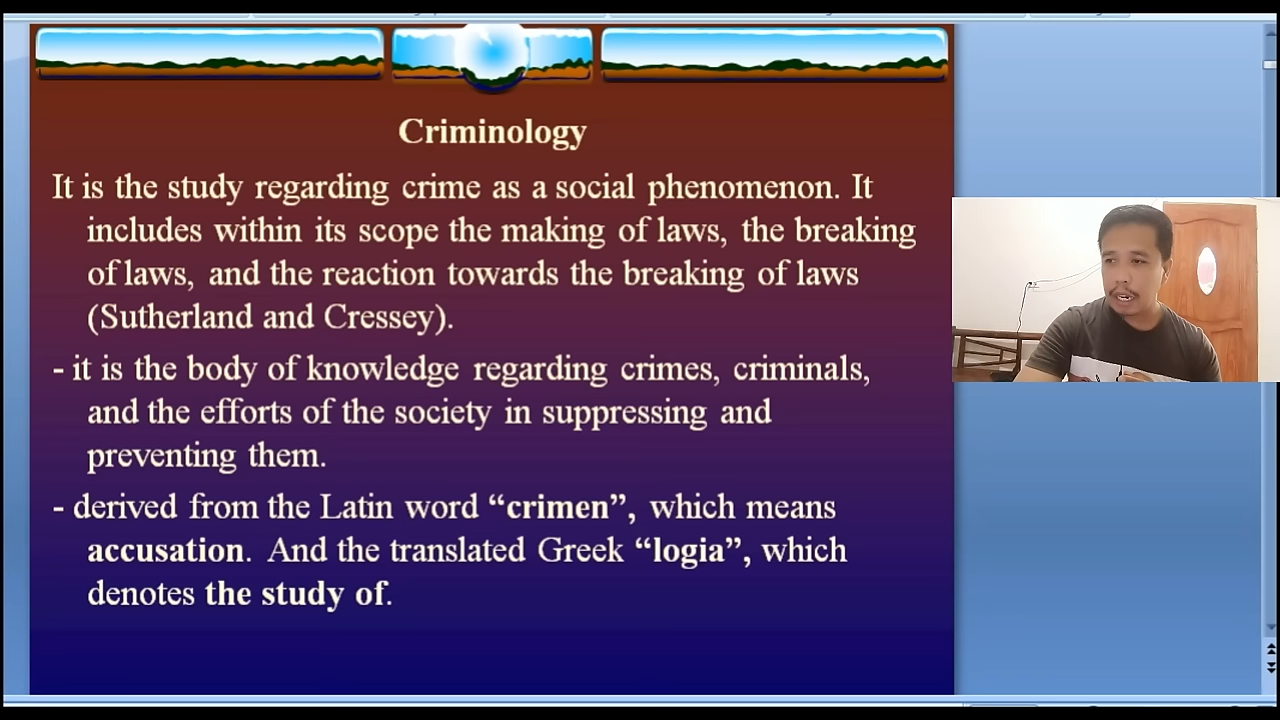 Criminology
It is the study regarding crime as a social phenomenon. It
includes within its scope the making of laws, the breaking
of laws, and the reaction towards the breaking of laws
(Sutherland and Cressey).
- it is the body of knowledge regarding crimes, criminals,
and the efforts of the society in suppressing and
preventing them.
- derived from the Latin word “crimen”, which means
accusation. And the translated Greek “logia”, which
denotes the study of.